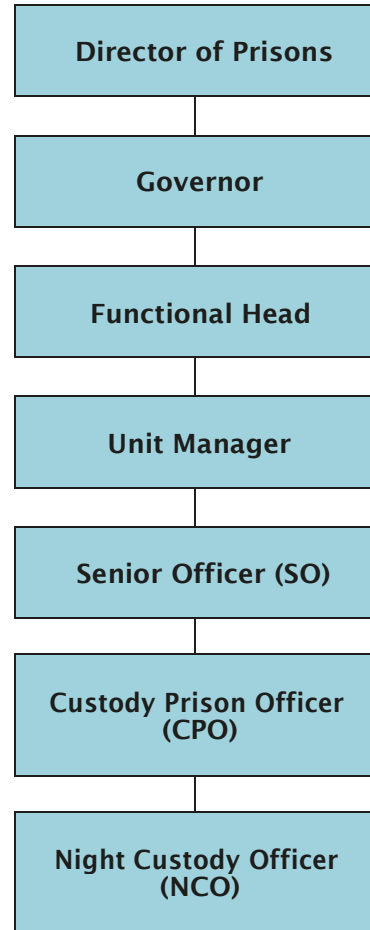 Director of Prisons
Governor
Functional Head
Unit Manager
Senior Officer (SO)
Custody Prison Officer
(CPO)
Night Custody Officer
(NCO)